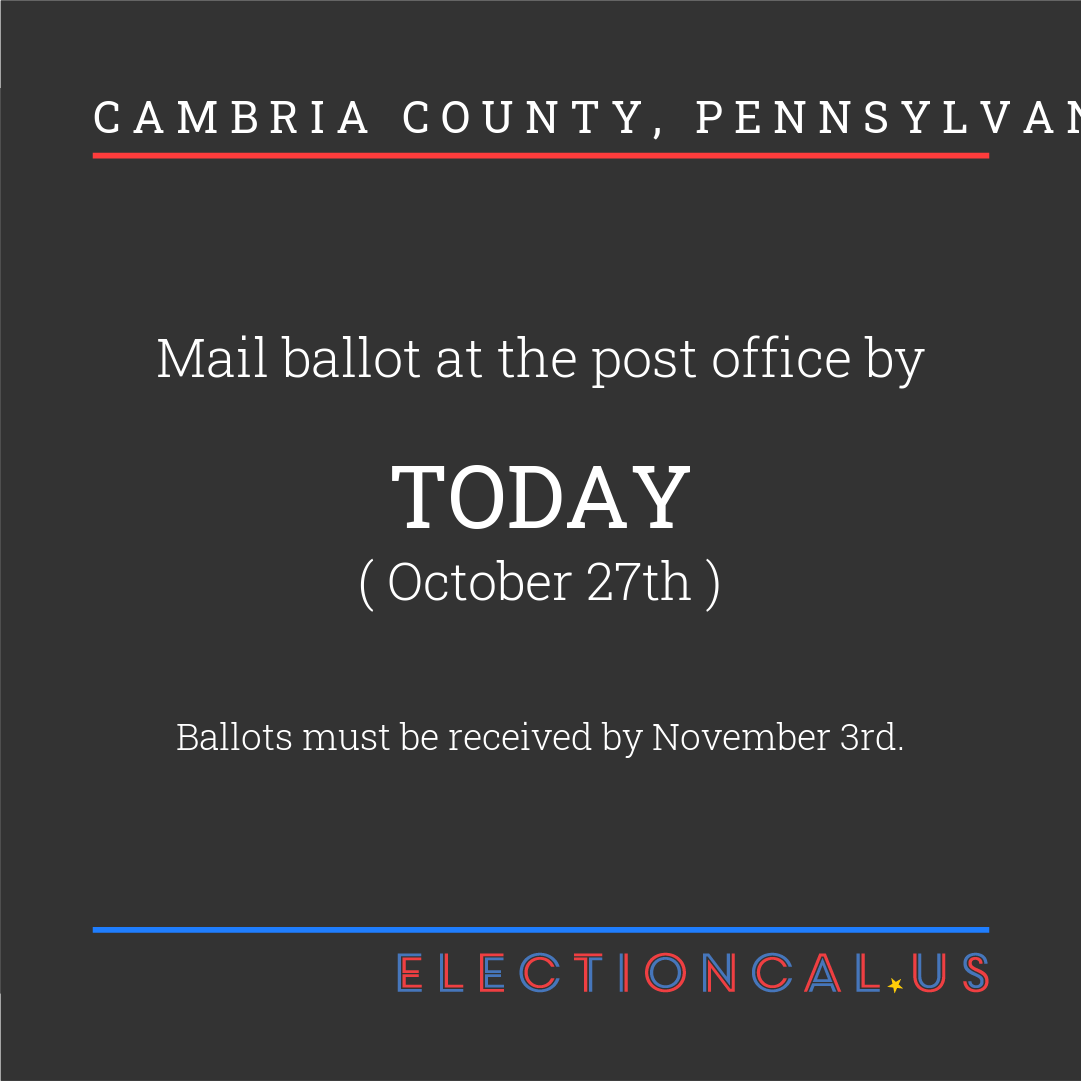 CAMBRIA COUNTY, PENNSYLVAN
Mail ballot at the post office by
TODAY
( October 27th )
Ballots must be received by November 3rd.
ELECTIONCAL.US